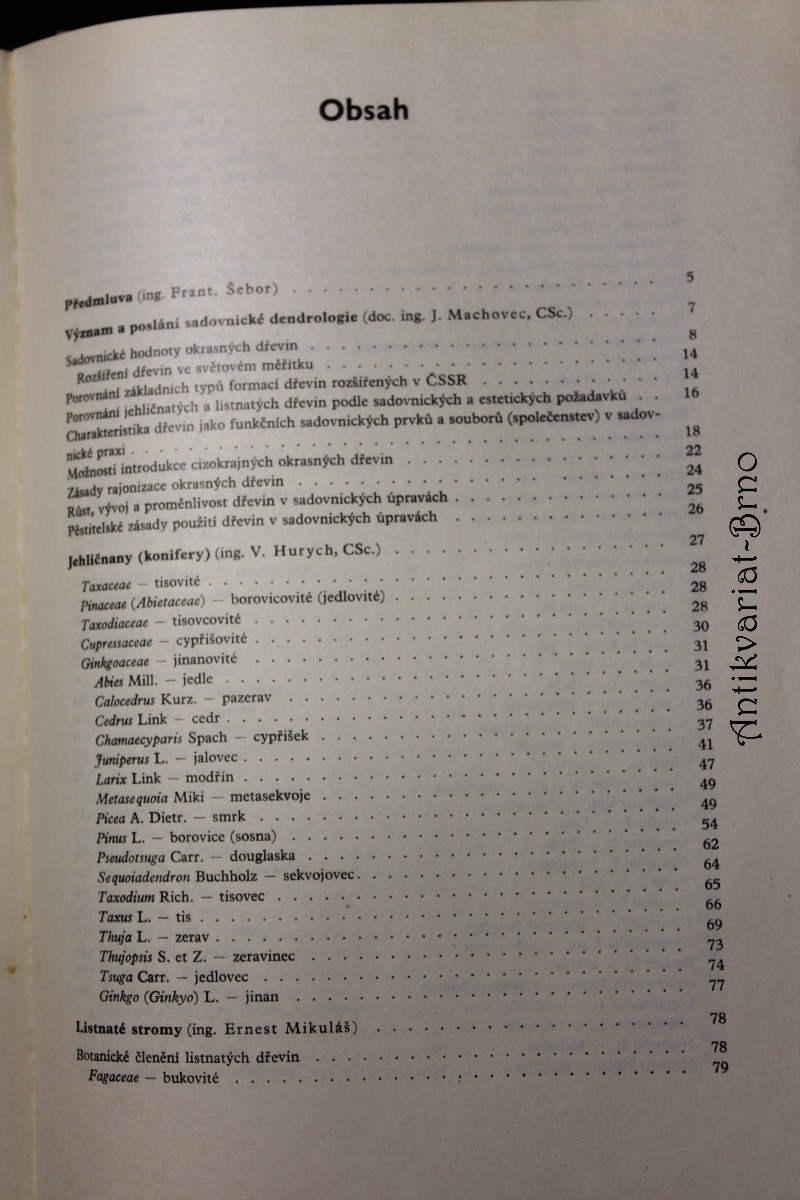 Obsah
Předmluva (ing. Frant. Šebor) . . . . . . . . . . . . . . . . . . . . 5
Význam a poslání sadovnické dendrologie (doc. ing. J. Machovec, CSc.) . . . . . 7
Sadovnické hodnoty okrasných dřevin . . . . . . . . . . . . . . . . . . 8
Rozšíření dřevin ve světovém měřítku . . . . . . . . . . . . . . . . . . 14
Porovnání základních typů formací dřevin rozšířených v ČSSR . . . . . . . . . . 14
Porovnání jehličnatých a listnatých dřevin podle sadovnických a estetických požadavků . . 16
Charakteristika dřevin jako funkčních sadovnických prvků a souborů (společenstev) v sadov-
nické praxi . . . . . . . . . . . . . . . . . . . . . . . . . . . 18
Možnosti introdukce cizokrajných okrasných dřevin . . . . . . . . . . . . . 22
Zásady rajonizace okrasných dřevin . . . . . . . . . . . . . . . . . . 24
Růst, vývoj a proměnlivost dřevin v sadovnických úpravách . . . . . . . . . . . 25
Pěstitelské zásady použití dřevin v sadovnických úpravách . . . . . . . . . . . 26
Jehličnany (konifery) (ing. V. Hurych, CSc.) . . . . . . . . . . . . . . 27
Taxaceae — tisovité . . . . . . . . . . . . . . . . . . . . . . . . 28
Pinaceae (Abietaceae) — borovicovité (jedlovité) . . . . . . . . . . . . . . 28
Taxodiaceae — tisovcovité . . . . . . . . . . . . . . . . . . . . . . 28
Cupressaceae — cypřišovité . . . . . . . . . . . . . . . . . . . . . . 30
Ginkgoaceae — jinanovité . . . . . . . . . . . . . . . . . . . . . . 31
Abies Mill. — jedle . . . . . . . . . . . . . . . . . . . . . . . . 31
Calocedrus Kurz. — pazerav . . . . . . . . . . . . . . . . . . . . . 36
Cedrus Link — cedr . . . . . . . . . . . . . . . . . . . . . . . . 36
Chamaecyparis Spach — cypřišek . . . . . . . . . . . . . . . . . . . 37
Juniperus L. — jalovec . . . . . . . . . . . . . . . . . . . . . . . 41
Larix Link — modřín . . . . . . . . . . . . . . . . . . . . . . . 47
Metasequoia Miki — metasekvoje . . . . . . . . . . . . . . . . . . . 49
Picea A. Dietr. — smrk . . . . . . . . . . . . . . . . . . . . . . 49
Pinus L. — borovice (sosna) . . . . . . . . . . . . . . . . . . . . . 54
Pseudotsuga Carr. — douglaska . . . . . . . . . . . . . . . . . . . . 62
Sequoiadendron Buchholz — sekvojovec . . . . . . . . . . . . . . . . . 64
Taxodium Rich. — tisovec . . . . . . . . . . . . . . . . . . . . . 65
Taxus L. — tis . . . . . . . . . . . . . . . . . . . . . . . . . 66
Thuja L. — zerav . . . . . . . . . . . . . . . . . . . . . . . . 69
Thujopsis S. et Z. — zeravinec . . . . . . . . . . . . . . . . . . . 73
Tsuga Carr. — jedlovec . . . . . . . . . . . . . . . . . . . . . . 74
Ginkgo (Ginkyo) L. — jinan . . . . . . . . . . . . . . . . . . . . 77
Listnaté stromy (ing. Ernest Mikuláš) . . . . . . . . . . . . . . . . 78
Botanické členění listnatých dřevin . . . . . . . . . . . . . . . . . . . 78
Fagaceae — bukovité . . . . . . . . . . . . . . . . . . . . . . . 79
Antikvariat-Brno